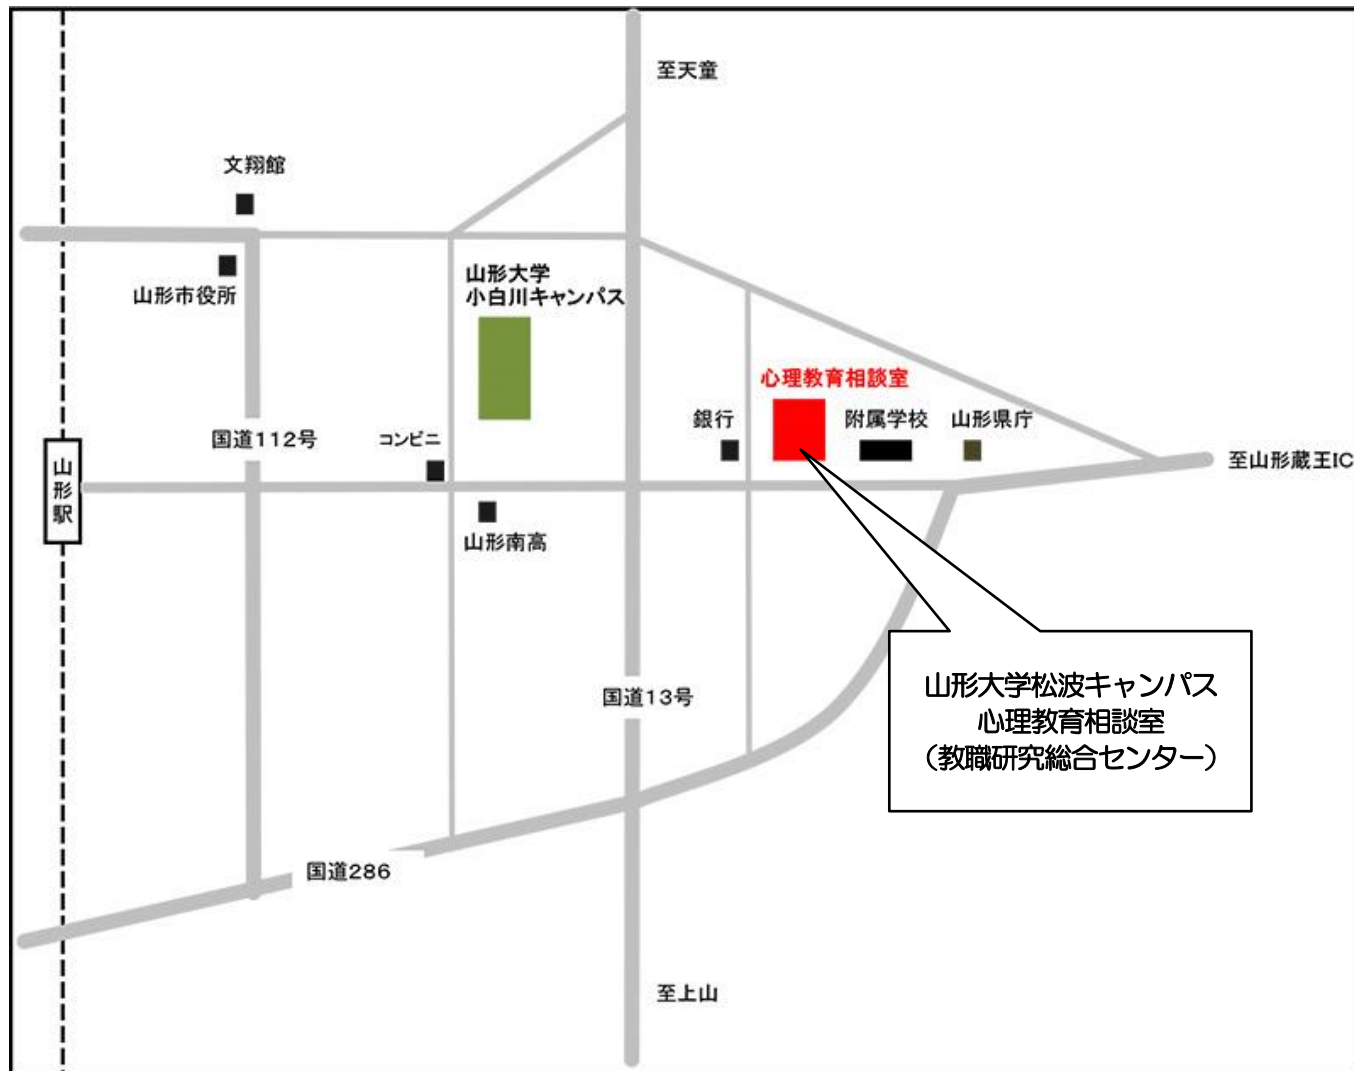 至天童
文翔館
山形大学
小白川キャンパス
山形市役所
心理教育相談室
銀行
附属学校
山形県庁
国道112号
コンビニ
至山形蔵王IC
山形駅
山形南高
国道13号
山形大学松波キャンパス
心理教育相談室
（教職研究総合センター）
国道286
至上山